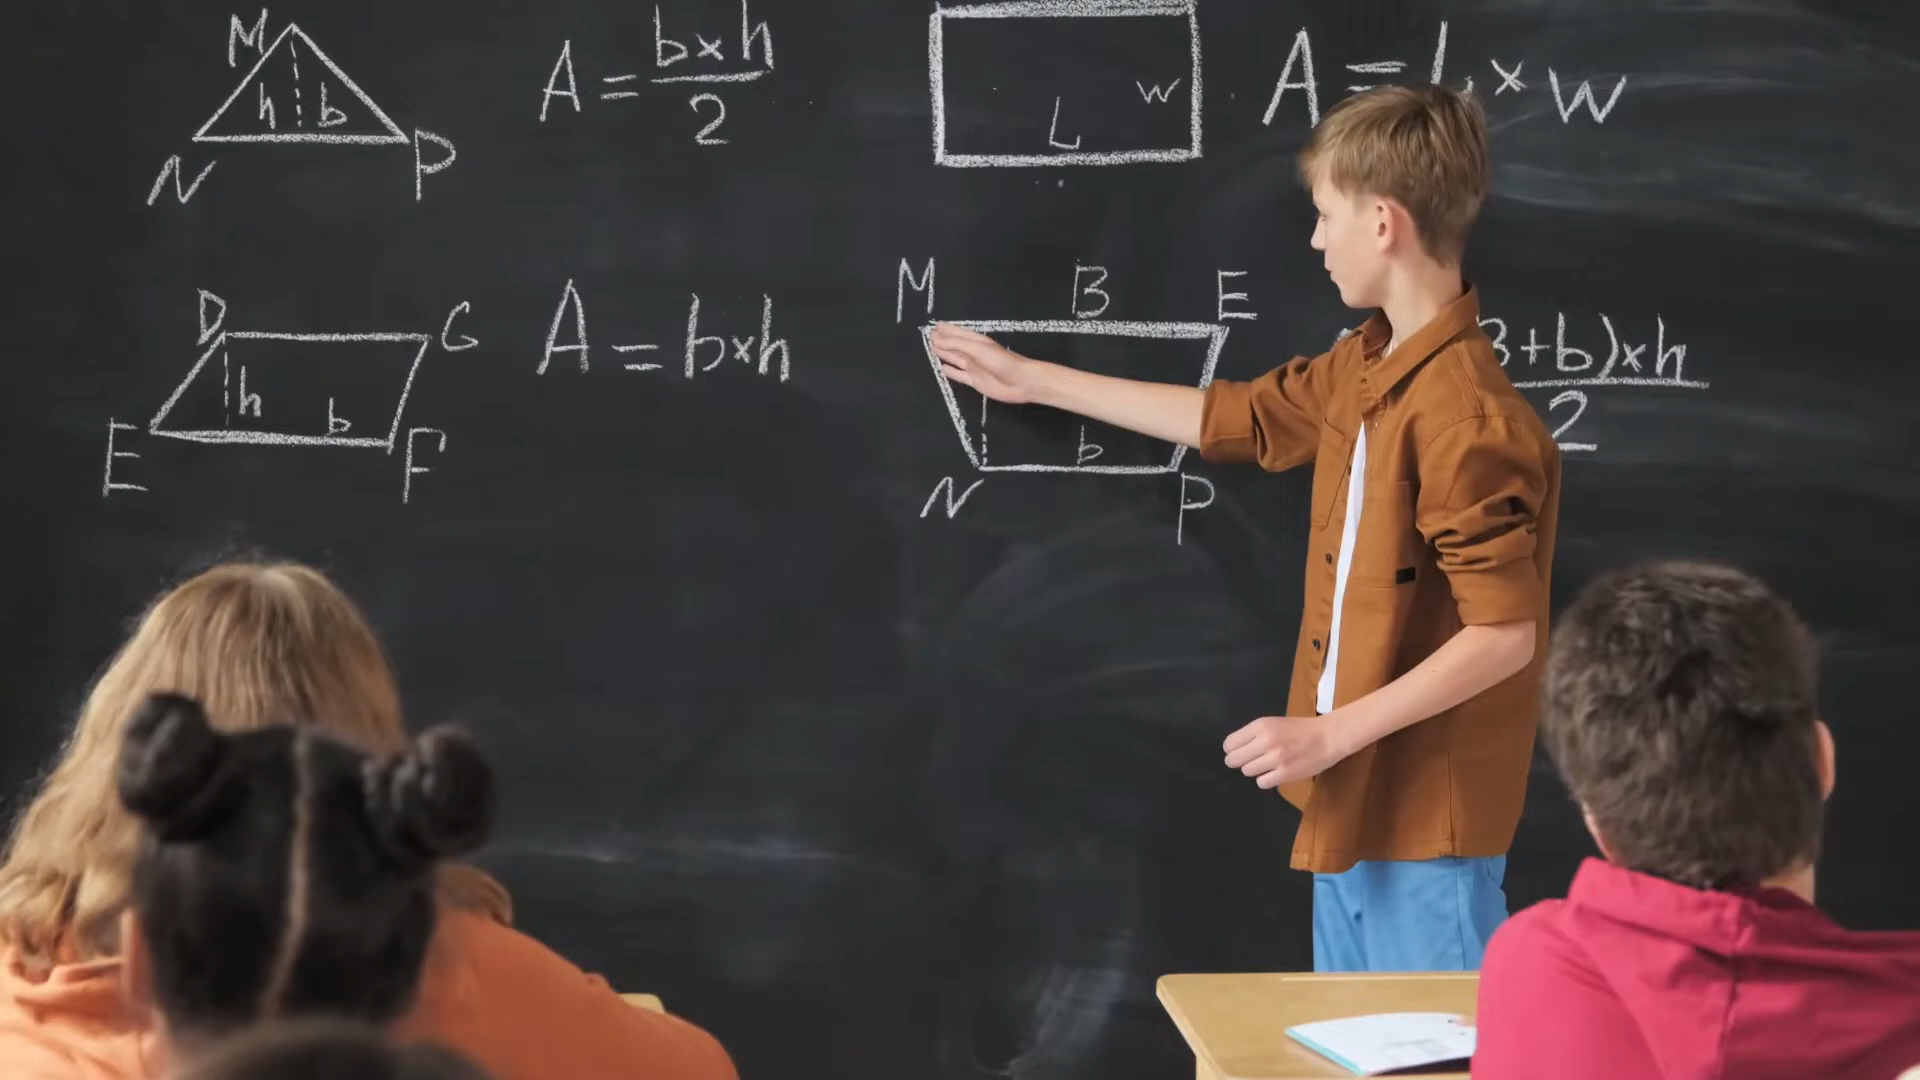 M
h b
N P
A = b×h
2
L W
A = L × W
D G
h b
E F
A = b×h
M B E
b
N P
+b)×h
2